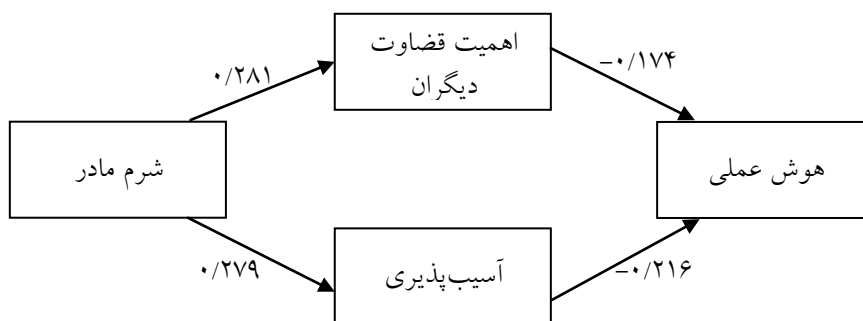 اهمیت قضاوت
دیگران
۰/۲۸۱
-۰/۱۷۴
شرم مادر
هوش عملی
۰/۲۷۹
-۰/۲۱۶
آسیب‌پذیری